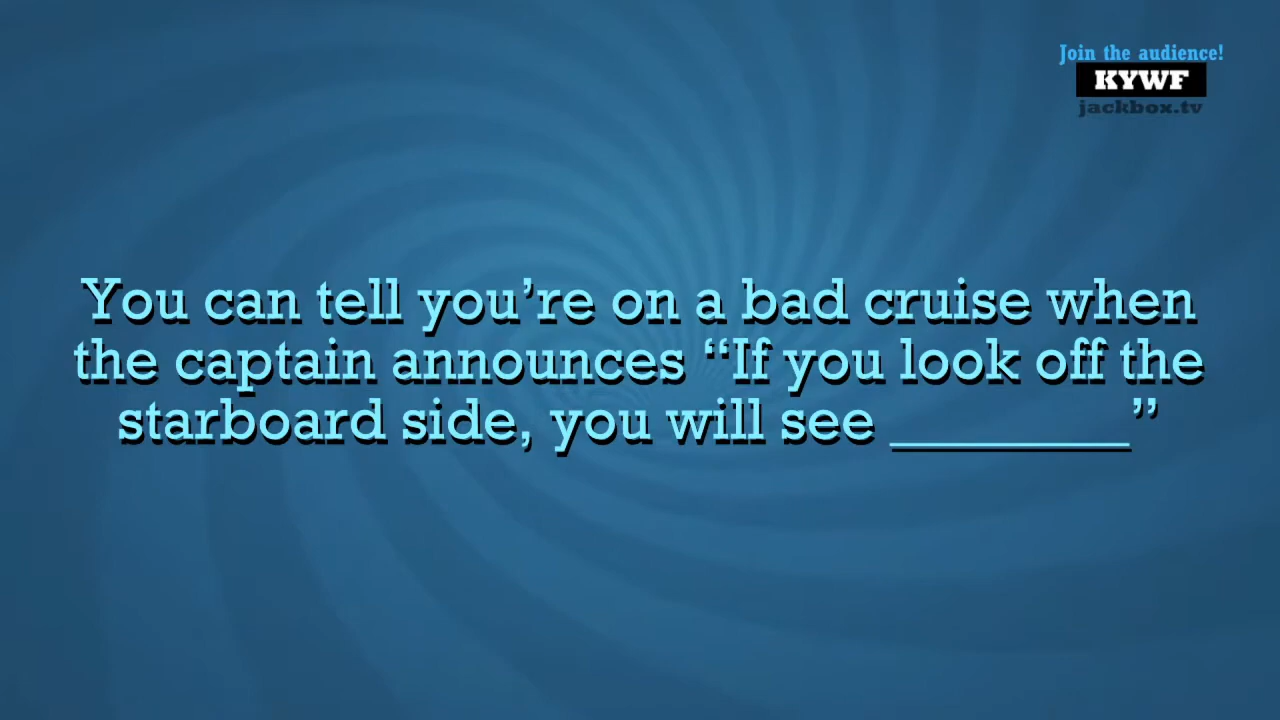 Join the audience!
KYWF
jackbox.tv
You can tell you’re on a bad cruise when
the captain announces “If you look off the
starboard side, you will see _________”